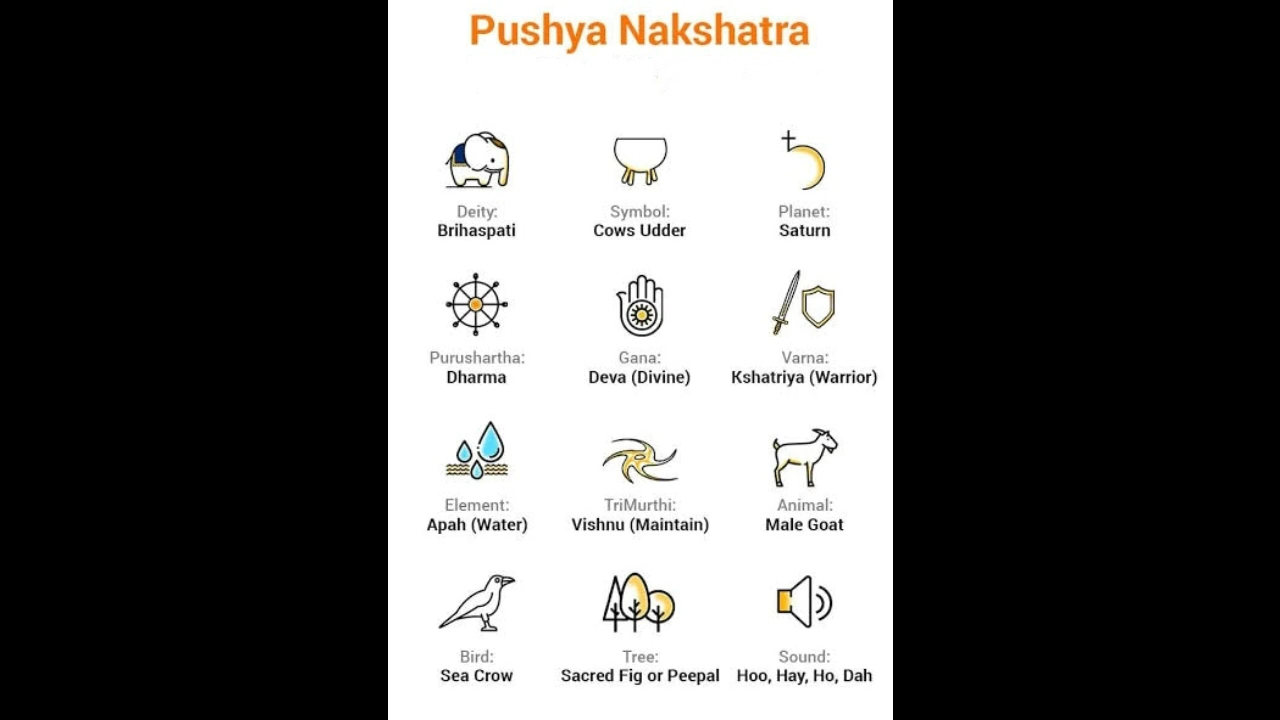 Pushya Nakshatra
Deity:
Brihaspati
Symbol:
Cows Udder
Planet:
Saturn
Purushartha:
Dharma
Gana:
Deva (Divine)
Varna:
Kshatriya (Warrior)
Element:
Apah (Water)
TriMurthi:
Vishnu (Maintain)
Animal:
Male Goat
Bird:
Sea Crow
Tree:
Sacred Fig or Peepal
Sound:
Hoo, Hay, Ho, Dah